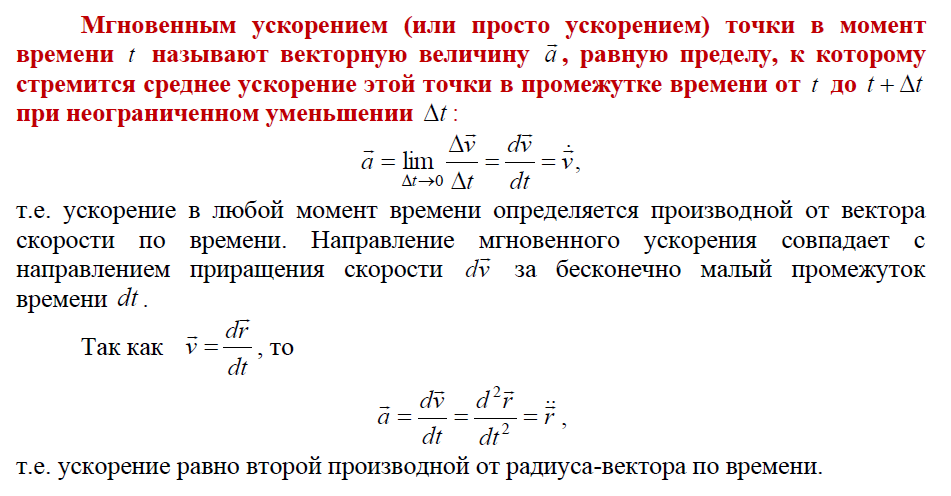 Мгновенным ускорением (или просто ускорением) точки в момент
времени t называют векторную величину a⃗, равную пределу, к которому
стремится среднее ускорение этой точки в промежутке времени от t до t + Δt
при неограниченном уменьшении Δt :
a⃗ = lim_{Δt→0} Δv⃗/Δt = dv⃗/dt = v⃗̇,
т.е. ускорение в любой момент времени определяется производной от вектора
скорости по времени. Направление мгновенного ускорения совпадает с
направлением приращения скорости dv⃗ за бесконечно малый промежуток
времени dt .
Так как v⃗ = dr⃗/dt , то
a⃗ = dv⃗/dt = d²r⃗/dt² = r⃗̈ ,
т.е. ускорение равно второй производной от радиуса-вектора по времени.